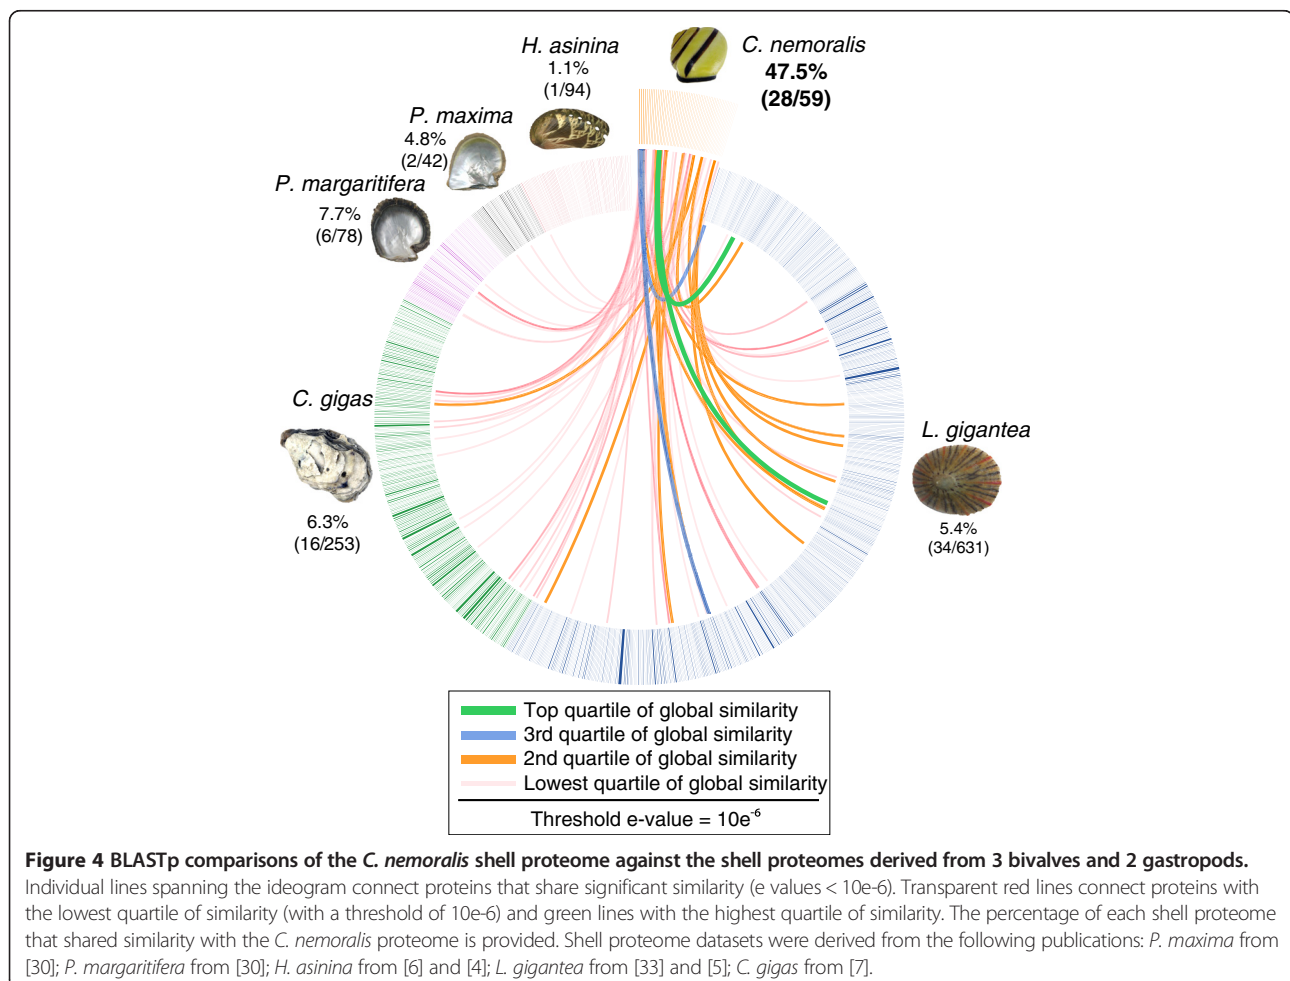 H. asinina
1.1%
(1/94)
C. nemoralis
47.5%
(28/59)
P. maxima
4.8%
(2/42)
P. margaritifera
7.7%
(6/78)
C. gigas
6.3%
(16/253)
L. gigantea
5.4%
(34/631)
Top quartile of global similarity
3rd quartile of global similarity
2nd quartile of global similarity
Lowest quartile of global similarity
Threshold e-value = 10e⁻⁶
Figure 4 BLASTp comparisons of the C. nemoralis shell proteome against the shell proteomes derived from 3 bivalves and 2 gastropods.
Individual lines spanning the ideogram connect proteins that share significant similarity (e values < 10e-6). Transparent red lines connect proteins with
the lowest quartile of similarity (with a threshold of 10e-6) and green lines with the highest quartile of similarity. The percentage of each shell proteome
that shared similarity with the C. nemoralis proteome is provided. Shell proteome datasets were derived from the following publications: P. maxima from
[30]; P. margaritifera from [30]; H. asinina from [6] and [4]; L. gigantea from [33] and [5]; C. gigas from [7].